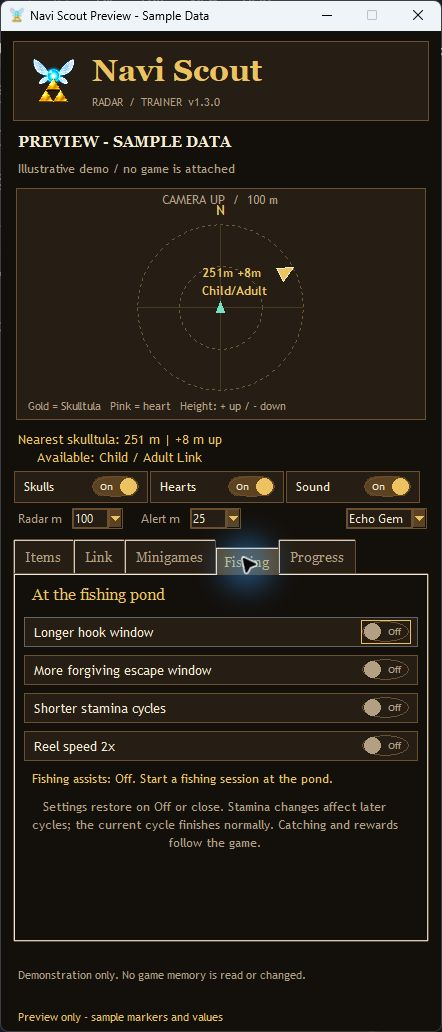 Navi Scout Preview - Sample Data
Navi Scout
RADAR / TRAINER v1.3.0
PREVIEW - SAMPLE DATA
Illustrative demo / no game is attached
CAMERA UP / 100 m
N
251m +8m
Child/Adult
Gold = Skulltula Pink = heart Height: + up / - down
Nearest skulltula: 251 m | +8 m up
Available: Child / Adult Link
Skulls On Hearts On Sound On
Radar m 100 Alert m 25 Echo Gem
Items Link Minigames Fishing Progress
At the fishing pond
Longer hook window Off
More forgiving escape window Off
Shorter stamina cycles Off
Reel speed 2x Off
Fishing assists: Off. Start a fishing session at the pond.
Settings restore on Off or close. Stamina changes affect later
cycles; the current cycle finishes normally. Catching and rewards
follow the game.
Demonstration only. No game memory is read or changed.
Preview only - sample markers and values